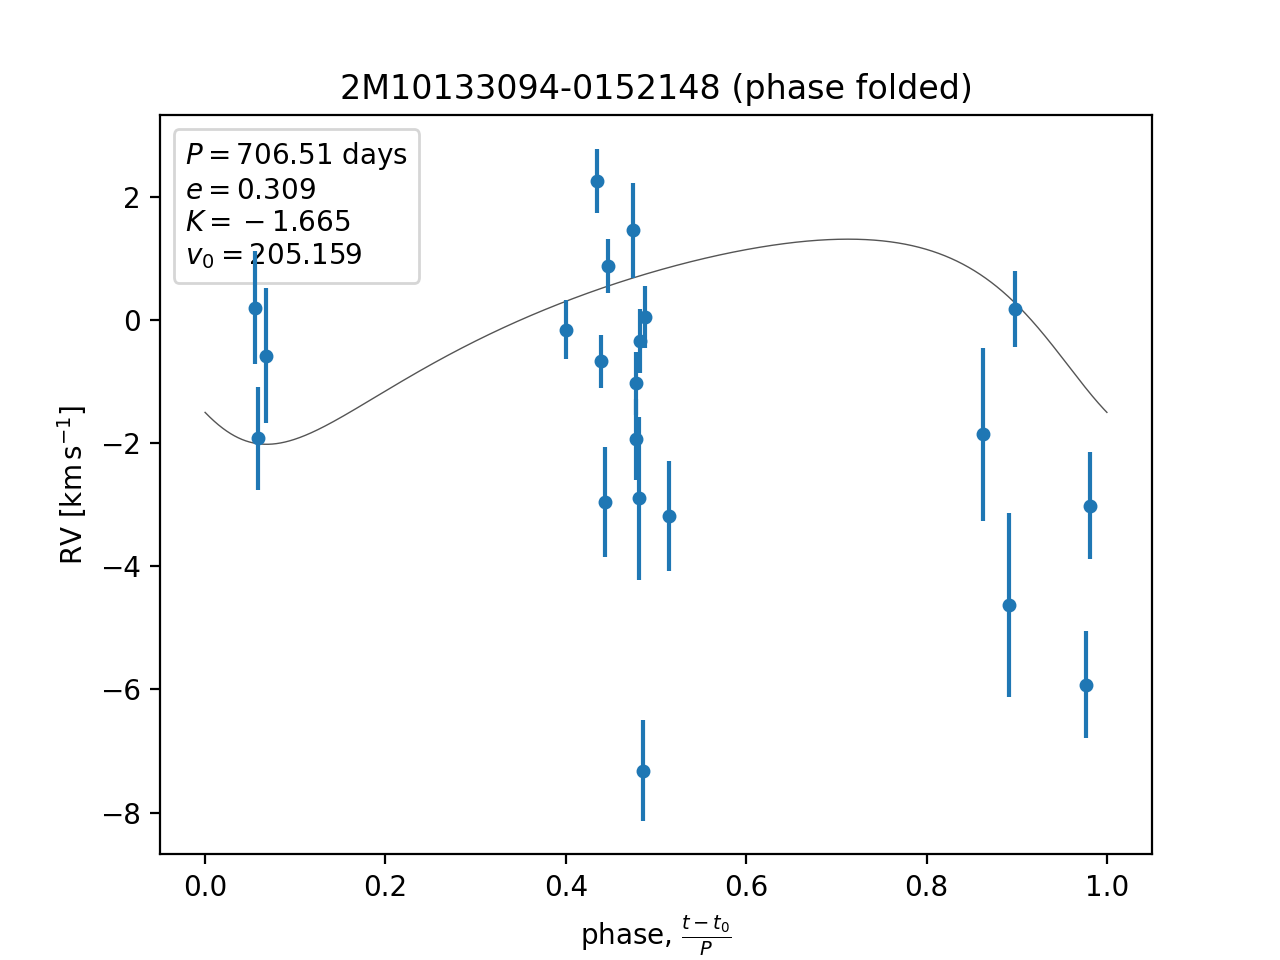 2M10133094-0152148 (phase folded)
P = 706.51 days
e = 0.309
K = −1.665
v₀ = 205.159
RV [km s⁻¹]
2
0
−2
−4
−6
−8
0.0 0.2 0.4 0.6 0.8 1.0
phase, (t − t₀)/P